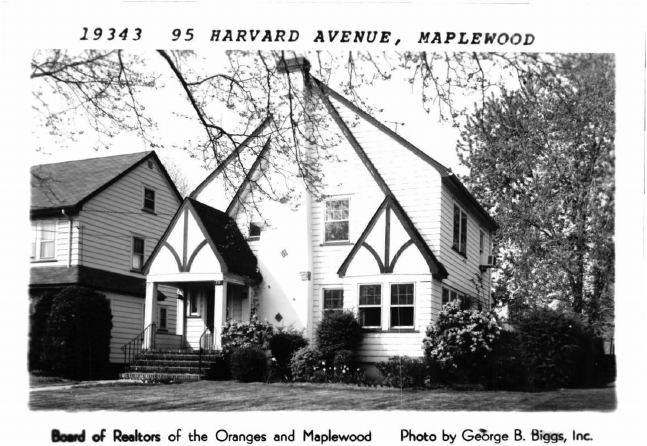 19343 95 HARVARD AVENUE, MAPLEWOOD
Board of Realtors of the Oranges and Maplewood Photo by George B. Biggs, Inc.